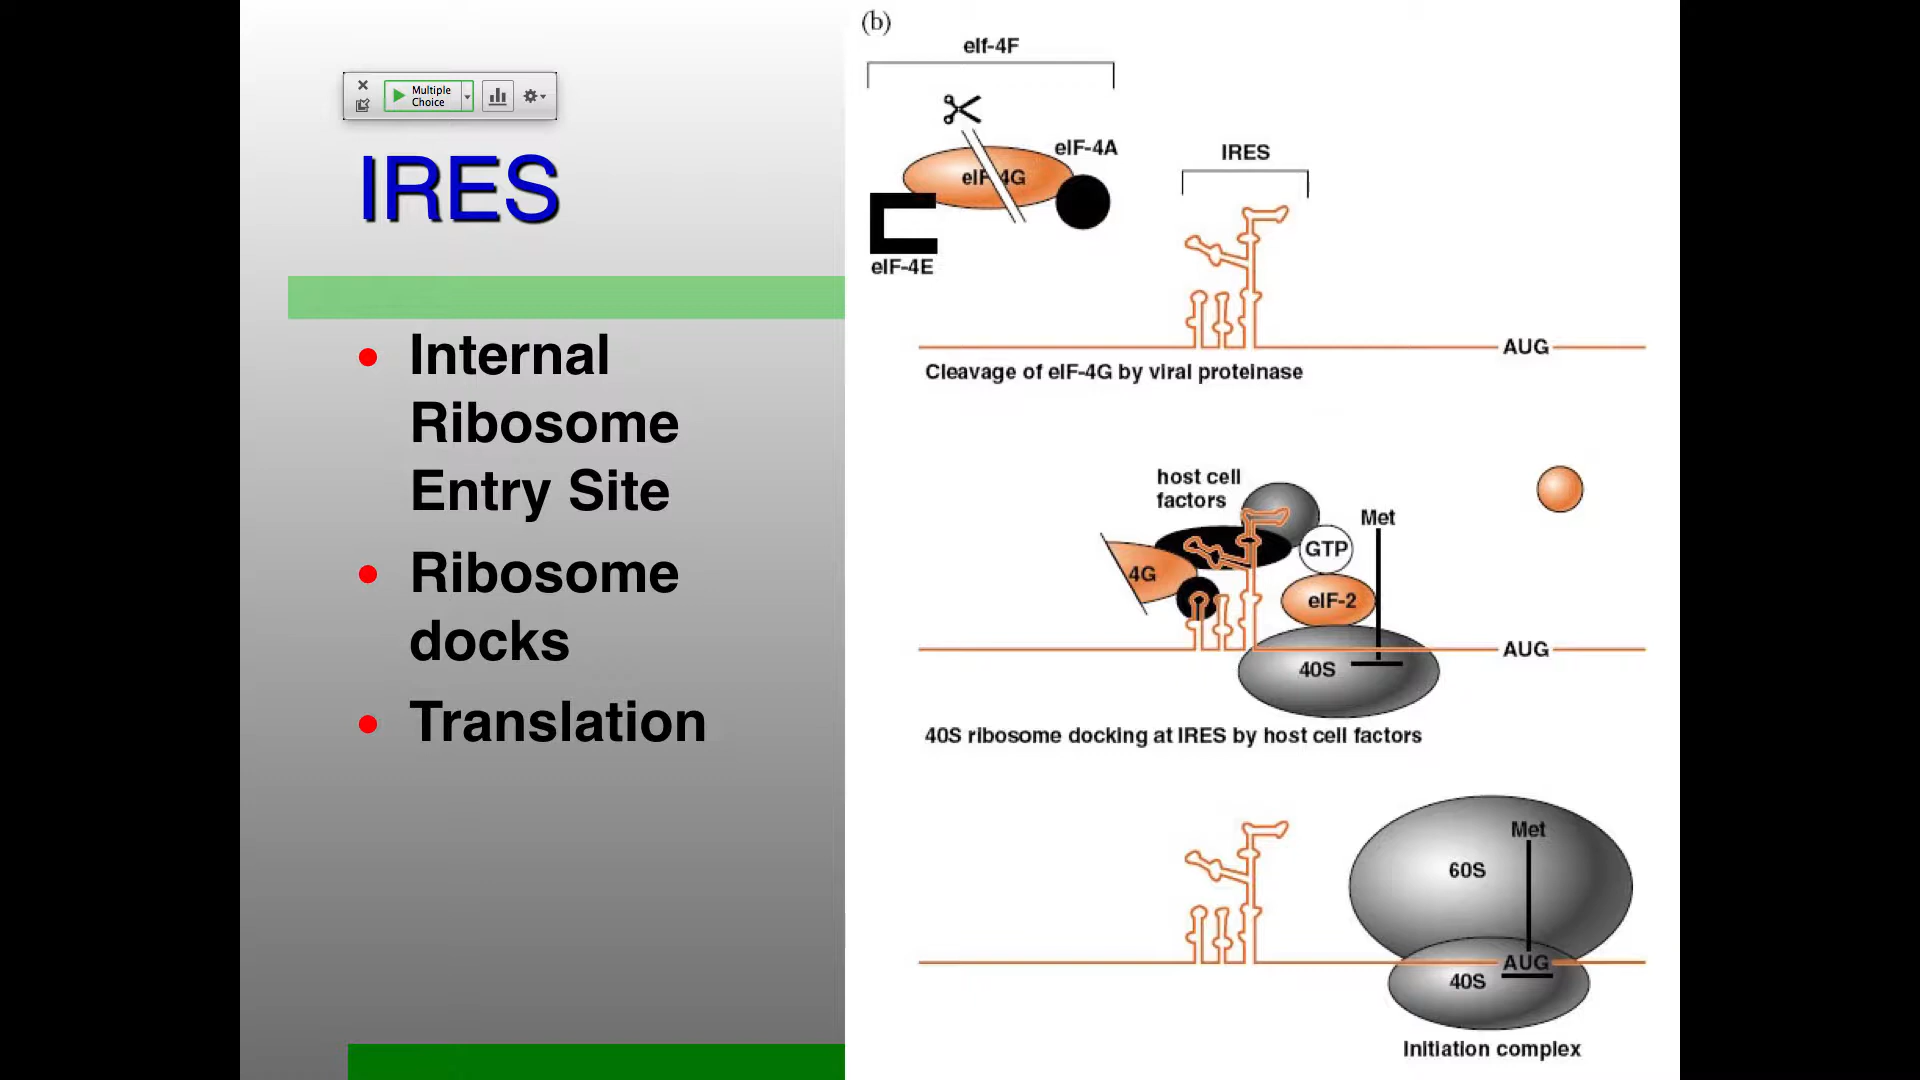 Multiple
Choice
IRES
Internal
Ribosome
Entry Site
Ribosome
docks
Translation
(b)
elf-4F
eIF-4G
eIF-4A
eIF-4E
IRES
AUG
Cleavage of eIF-4G by viral proteinase
host cell
factors
Met
GTP
4G
eIF-2
40S
AUG
40S ribosome docking at IRES by host cell factors
Met
60S
AUG
40S
Initiation complex